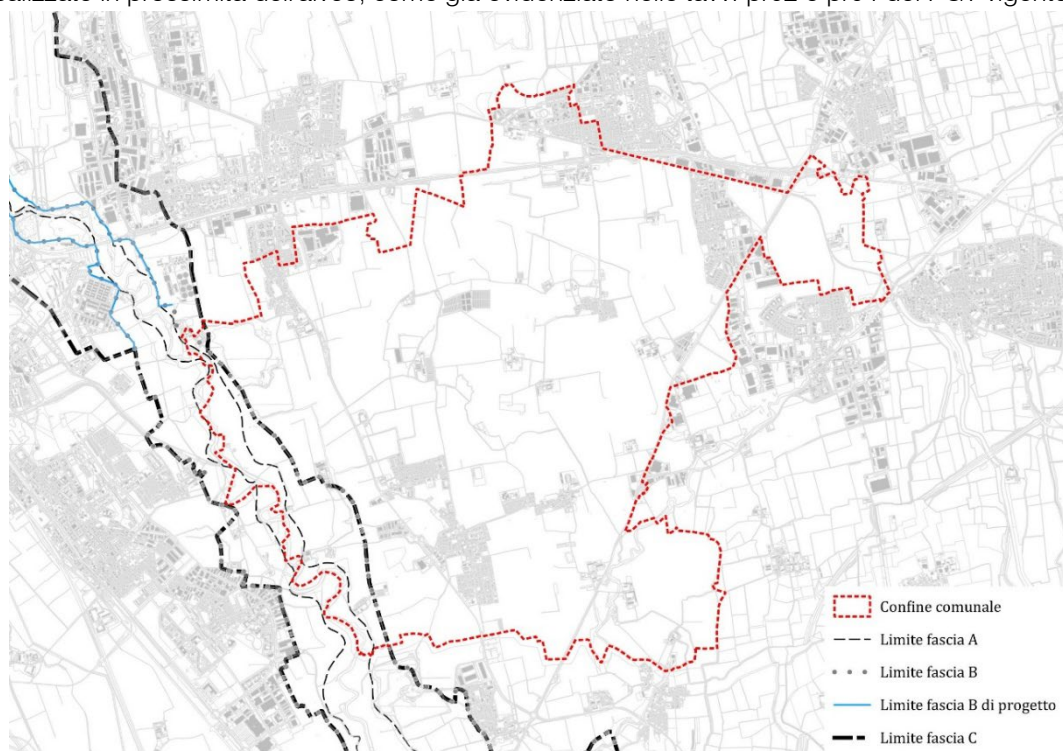 Confine comunale
Limite fascia A
Limite fascia B
Limite fascia B di progetto
Limite fascia C